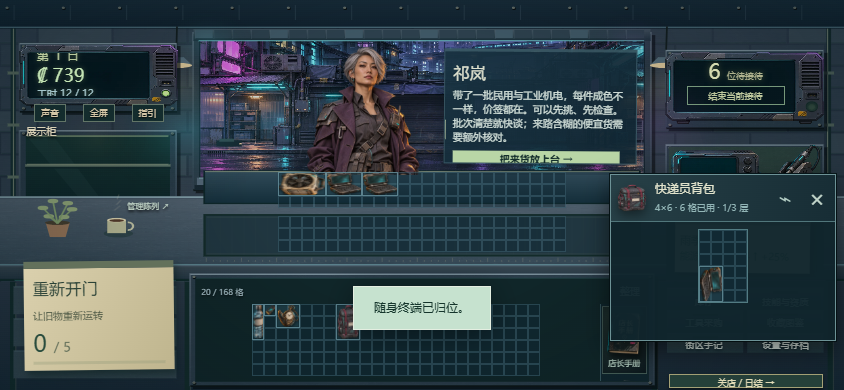 第 1 日
₡ 739
工时 12 / 12
声音
全屏
指引
展示柜
管理陈列 ↗
重新开门
让旧物重新运转
0 / 5
祁岚
带了一批民用与工业机电，每件成色不
一样，价签都在。可以先挑、先检查。
批次清楚就快谈；来路含糊的便宜货需
要额外核对。
把来货放上台 →
6 位待接待
结束当前接待
快递员背包
4×6 · 6 格已用 · 1/3 层
20 / 168 格
随身终端已归位。
店长手册
街区手记
设置与存档
关店 / 日结 →